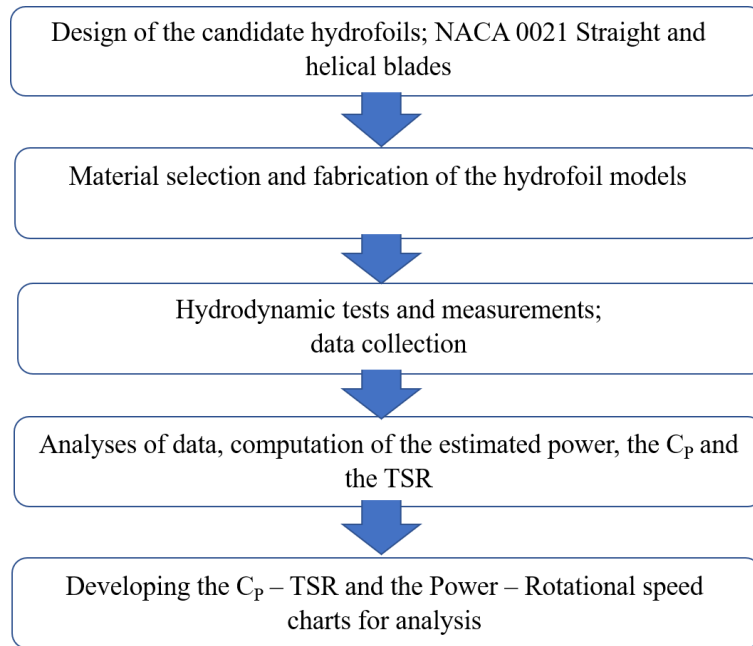 Design of the candidate hydrofoils; NACA 0021 Straight and
helical blades
Material selection and fabrication of the hydrofoil models
Hydrodynamic tests and measurements;
data collection
Analyses of data, computation of the estimated power, the C_P and
the TSR
Developing the C_P – TSR and the Power – Rotational speed
charts for analysis